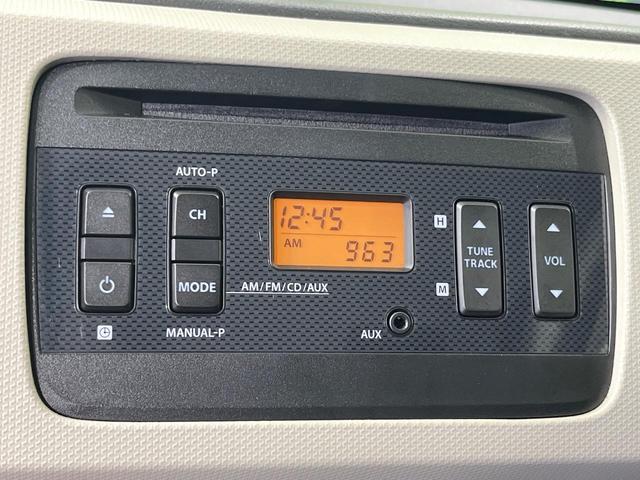 AUTO-P
CH
12:45
AM 963
H
TUNE
TRACK
VOL
MODE
AM/FM/CD/AUX
M
MANUAL-P
AUX